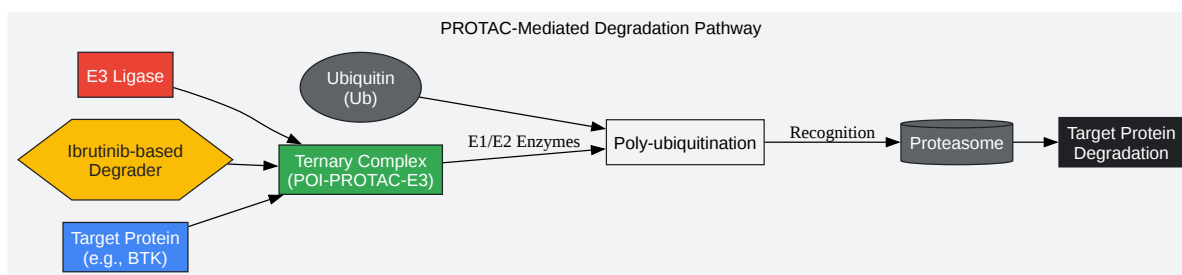 PROTAC-Mediated Degradation Pathway
E3 Ligase
Ibrutinib-based
Degrader
Target Protein
(e.g., BTK)
Ubiquitin
(Ub)
Ternary Complex
(POI-PROTAC-E3)
E1/E2 Enzymes
Poly-ubiquitination
Recognition
Proteasome
Target Protein
Degradation